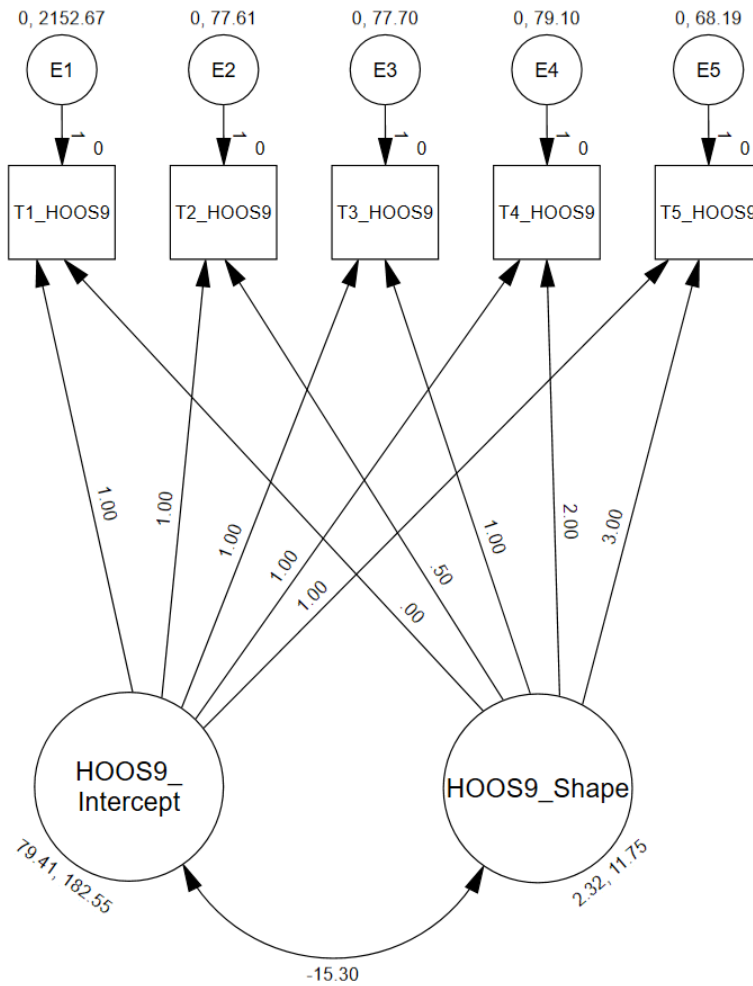 0, 2152.67
0, 77.61
0, 77.70
0, 79.10
0, 68.19
E1
E2
E3
E4
E5
1
0
1
0
1
0
1
0
1
0
T1_HOOS9
T2_HOOS9
T3_HOOS9
T4_HOOS9
T5_HOOS9
1.00
1.00
1.00
1.00
1.00
.00
.50
1.00
2.00
3.00
HOOS9_
Intercept
HOOS9_Shape
79.41, 182.55
2.32, 11.75
-15.30